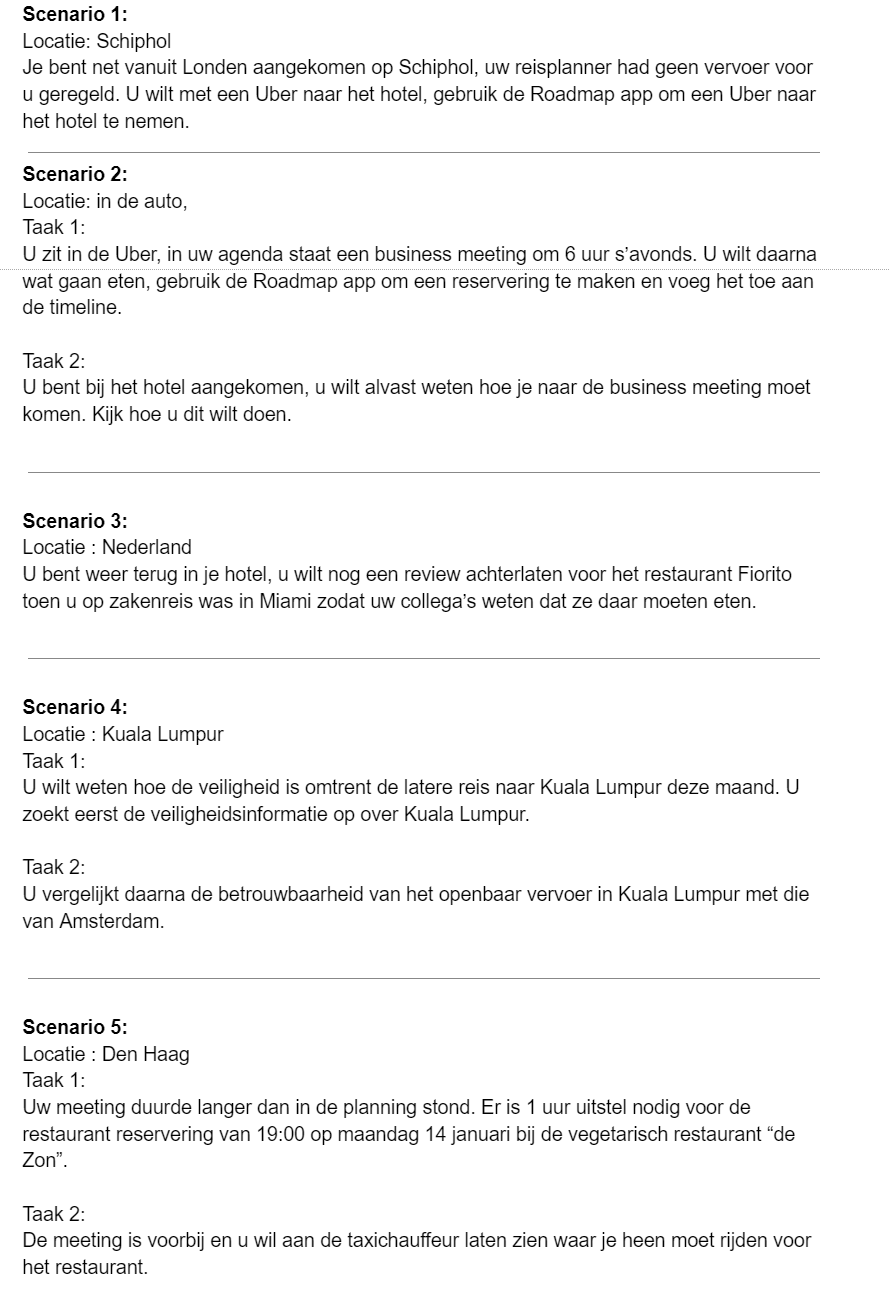 Scenario 1:
Locatie: Schiphol
Je bent net vanuit Londen aangekomen op Schiphol, uw reisplanner had geen vervoer voor
u geregeld. U wilt met een Uber naar het hotel, gebruik de Roadmap app om een Uber naar
het hotel te nemen.
Scenario 2:
Locatie: in de auto,
Taak 1:
U zit in de Uber, in uw agenda staat een business meeting om 6 uur s’avonds. U wilt daarna
wat gaan eten, gebruik de Roadmap app om een reservering te maken en voeg het toe aan
de timeline.
Taak 2:
U bent bij het hotel aangekomen, u wilt alvast weten hoe je naar de business meeting moet
komen. Kijk hoe u dit wilt doen.
Scenario 3:
Locatie : Nederland
U bent weer terug in je hotel, u wilt nog een review achterlaten voor het restaurant Fiorito
toen u op zakenreis was in Miami zodat uw collega’s weten dat ze daar moeten eten.
Scenario 4:
Locatie : Kuala Lumpur
Taak 1:
U wilt weten hoe de veiligheid is omtrent de latere reis naar Kuala Lumpur deze maand. U
zoekt eerst de veiligheidsinformatie op over Kuala Lumpur.
Taak 2:
U vergelijkt daarna de betrouwbaarheid van het openbaar vervoer in Kuala Lumpur met die
van Amsterdam.
Scenario 5:
Locatie : Den Haag
Taak 1:
Uw meeting duurde langer dan in de planning stond. Er is 1 uur uitstel nodig voor de
restaurant reservering van 19:00 op maandag 14 januari bij de vegetarisch restaurant “de
Zon”.
Taak 2:
De meeting is voorbij en u wil aan de taxichauffeur laten zien waar je heen moet rijden voor
het restaurant.